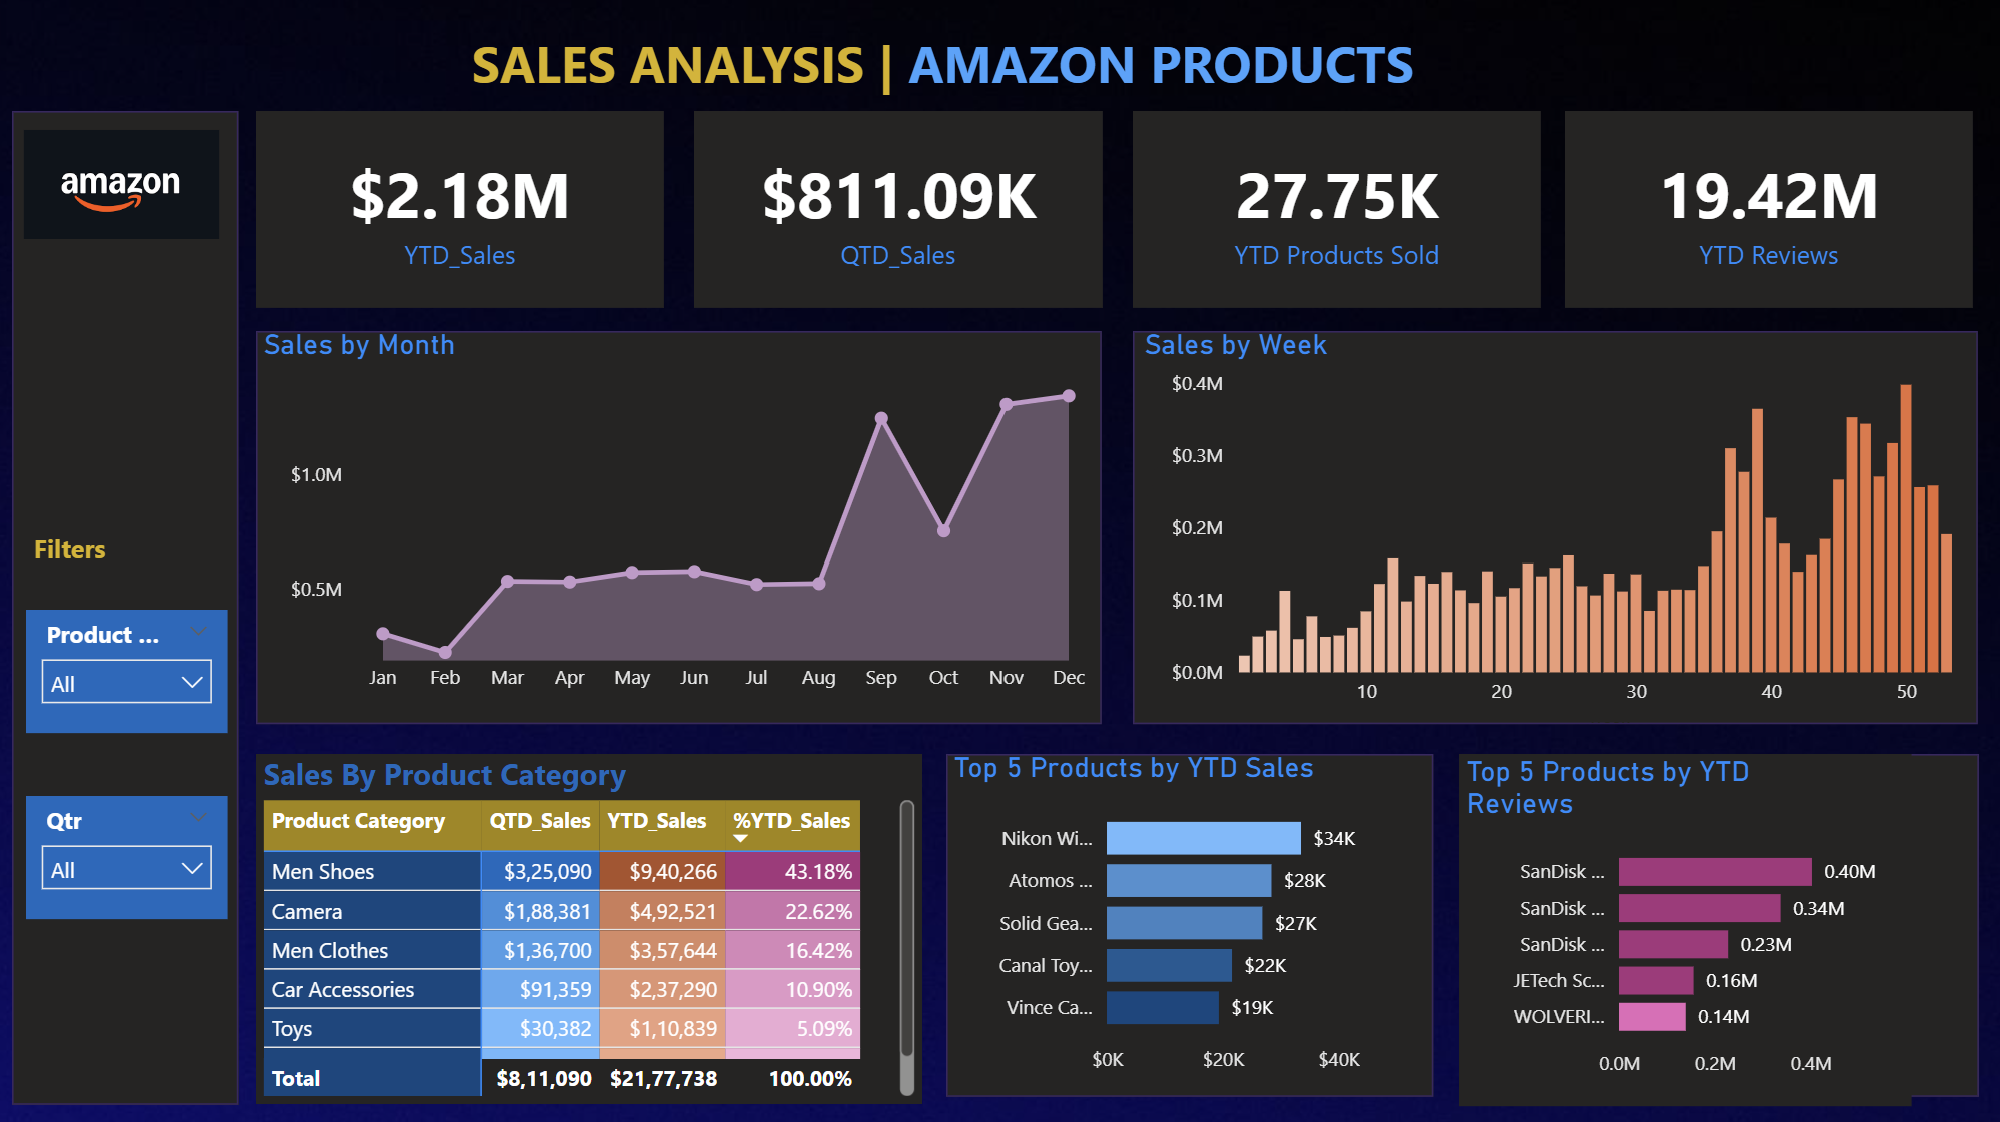 SALES ANALYSIS | AMAZON PRODUCTS
amazon
$2.18M
YTD_Sales
$811.09K
QTD_Sales
27.75K
YTD Products Sold
19.42M
YTD Reviews
Filters
Product ...
All
Qtr
All
Sales by Month
$1.0M
$0.5M
Jan Feb Mar Apr May Jun Jul Aug Sep Oct Nov Dec
Sales by Week
$0.4M
$0.3M
$0.2M
$0.1M
$0.0M
10 20 30 40 50
Sales By Product Category
Product Category QTD_Sales YTD_Sales %YTD_Sales
Men Shoes $3,25,090 $9,40,266 43.18%
Camera $1,88,381 $4,92,521 22.62%
Men Clothes $1,36,700 $3,57,644 16.42%
Car Accessories $91,359 $2,37,290 10.90%
Toys $30,382 $1,10,839 5.09%
Total $8,11,090 $21,77,738 100.00%
Top 5 Products by YTD Sales
Nikon Wi... $34K
Atomos ... $28K
Solid Gea... $27K
Canal Toy... $22K
Vince Ca... $19K
$0K $20K $40K
Top 5 Products by YTD
Reviews
SanDisk ... 0.40M
SanDisk ... 0.34M
SanDisk ... 0.23M
JETech Sc... 0.16M
WOLVERI... 0.14M
0.0M 0.2M 0.4M